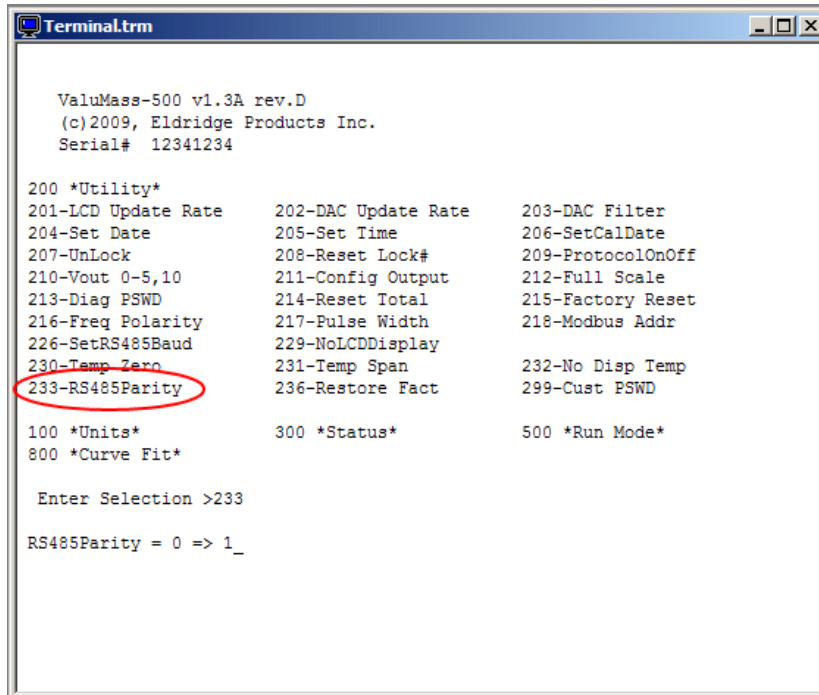 Terminal.trm
ValuMass-500 v1.3A rev.D
(c)2009, Eldridge Products Inc.
Serial# 12341234
200 *Utility*
201-LCD Update Rate 202-DAC Update Rate 203-DAC Filter
204-Set Date 205-Set Time 206-SetCalDate
207-UnLock 208-Reset Lock# 209-ProtocolOnOff
210-Vout 0-5,10 211-Config Output 212-Full Scale
213-Diag PSWD 214-Reset Total 215-Factory Reset
216-Freq Polarity 217-Pulse Width 218-Modbus Addr
226-SetRS485Baud 229-NoLCDDisplay
230-Temp Zero 231-Temp Span 232-No Disp Temp
233-RS485Parity 236-Restore Fact 299-Cust PSWD
100 *Units* 300 *Status* 500 *Run Mode*
800 *Curve Fit*
Enter Selection >233
RS485Parity = 0 => 1_